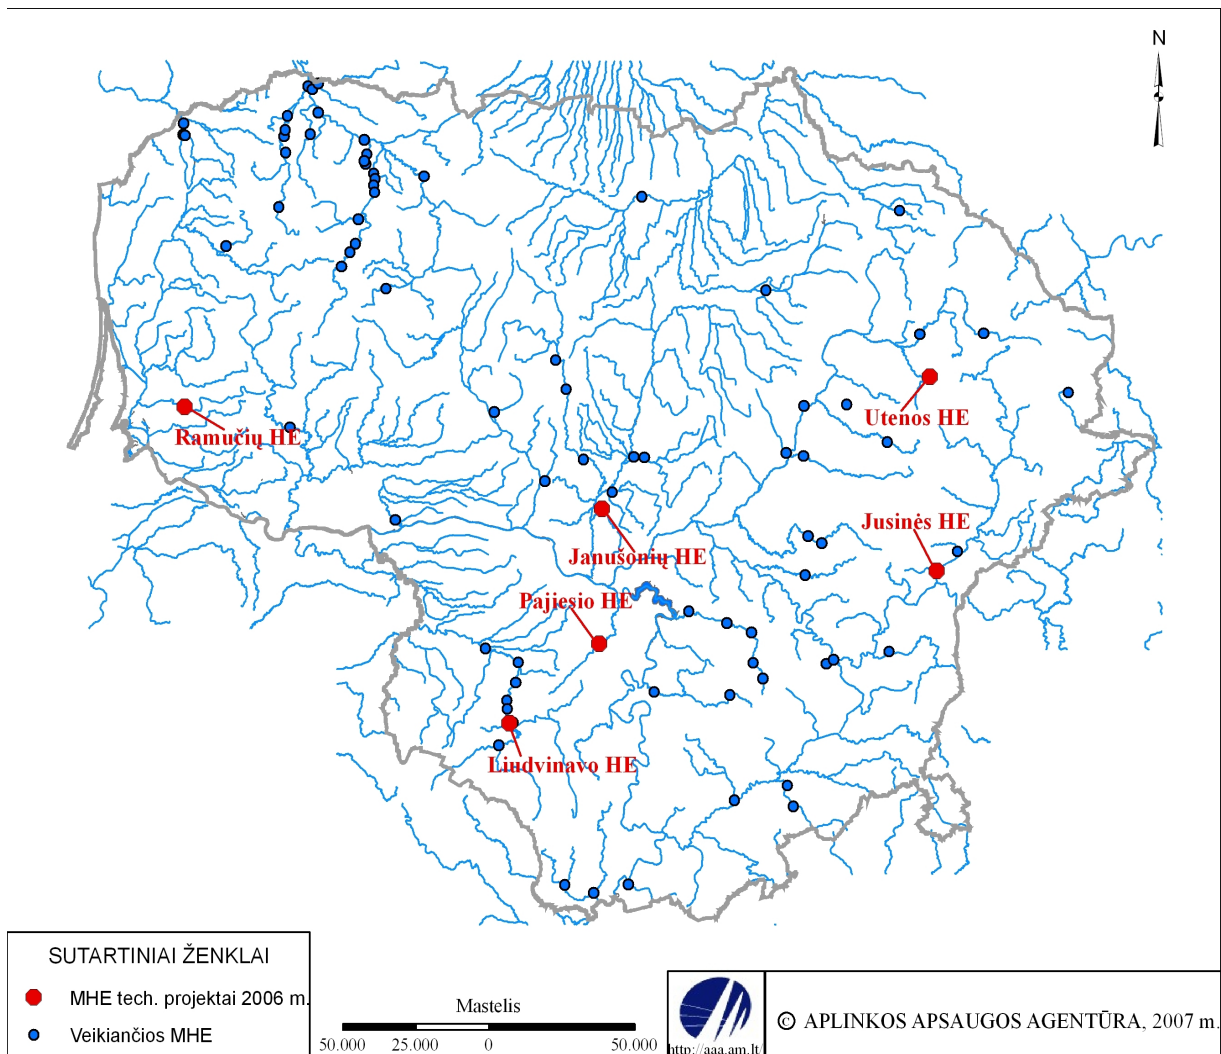 N
Ramučių HE
Utenos HE
Jusinės HE
Janušonių HE
Pajiesio HE
Liudvinavo HE
SUTARTINIAI ŽENKLAI
MHE tech. projektai 2006 m.
Veikiančios MHE
Mastelis
50.000 25.000 0 50.000
http://aaa.am.lt/
© APLINKOS APSAUGOS AGENTŪRA, 2007 m.